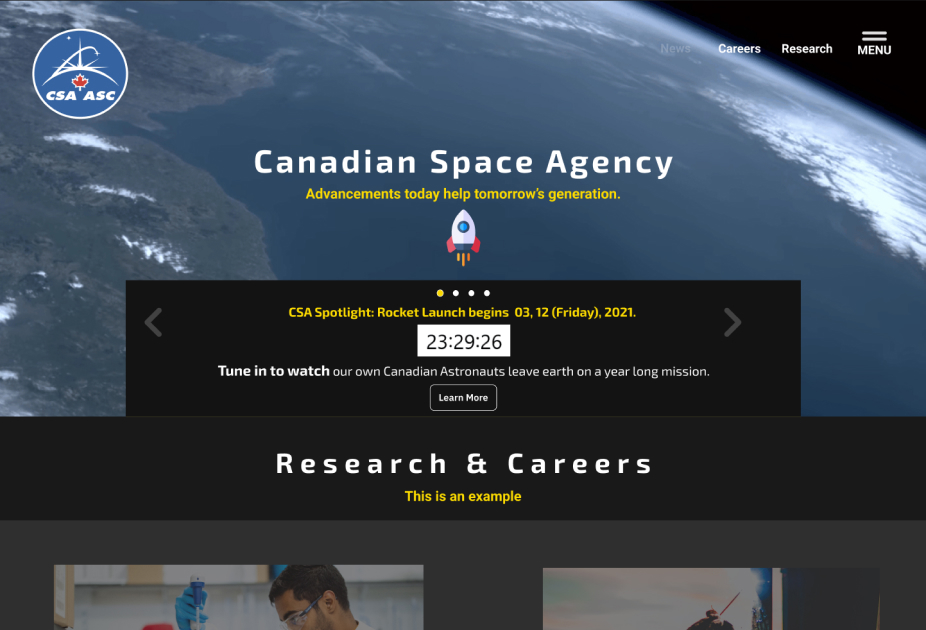 News
Careers
Research
MENU
CSA ASC
Canadian Space Agency
Advancements today help tomorrow's generation.
CSA Spotlight: Rocket Launch begins 03, 12 (Friday), 2021.
23:29:26
Tune in to watch our own Canadian Astronauts leave earth on a year long mission.
Learn More
Research & Careers
This is an example